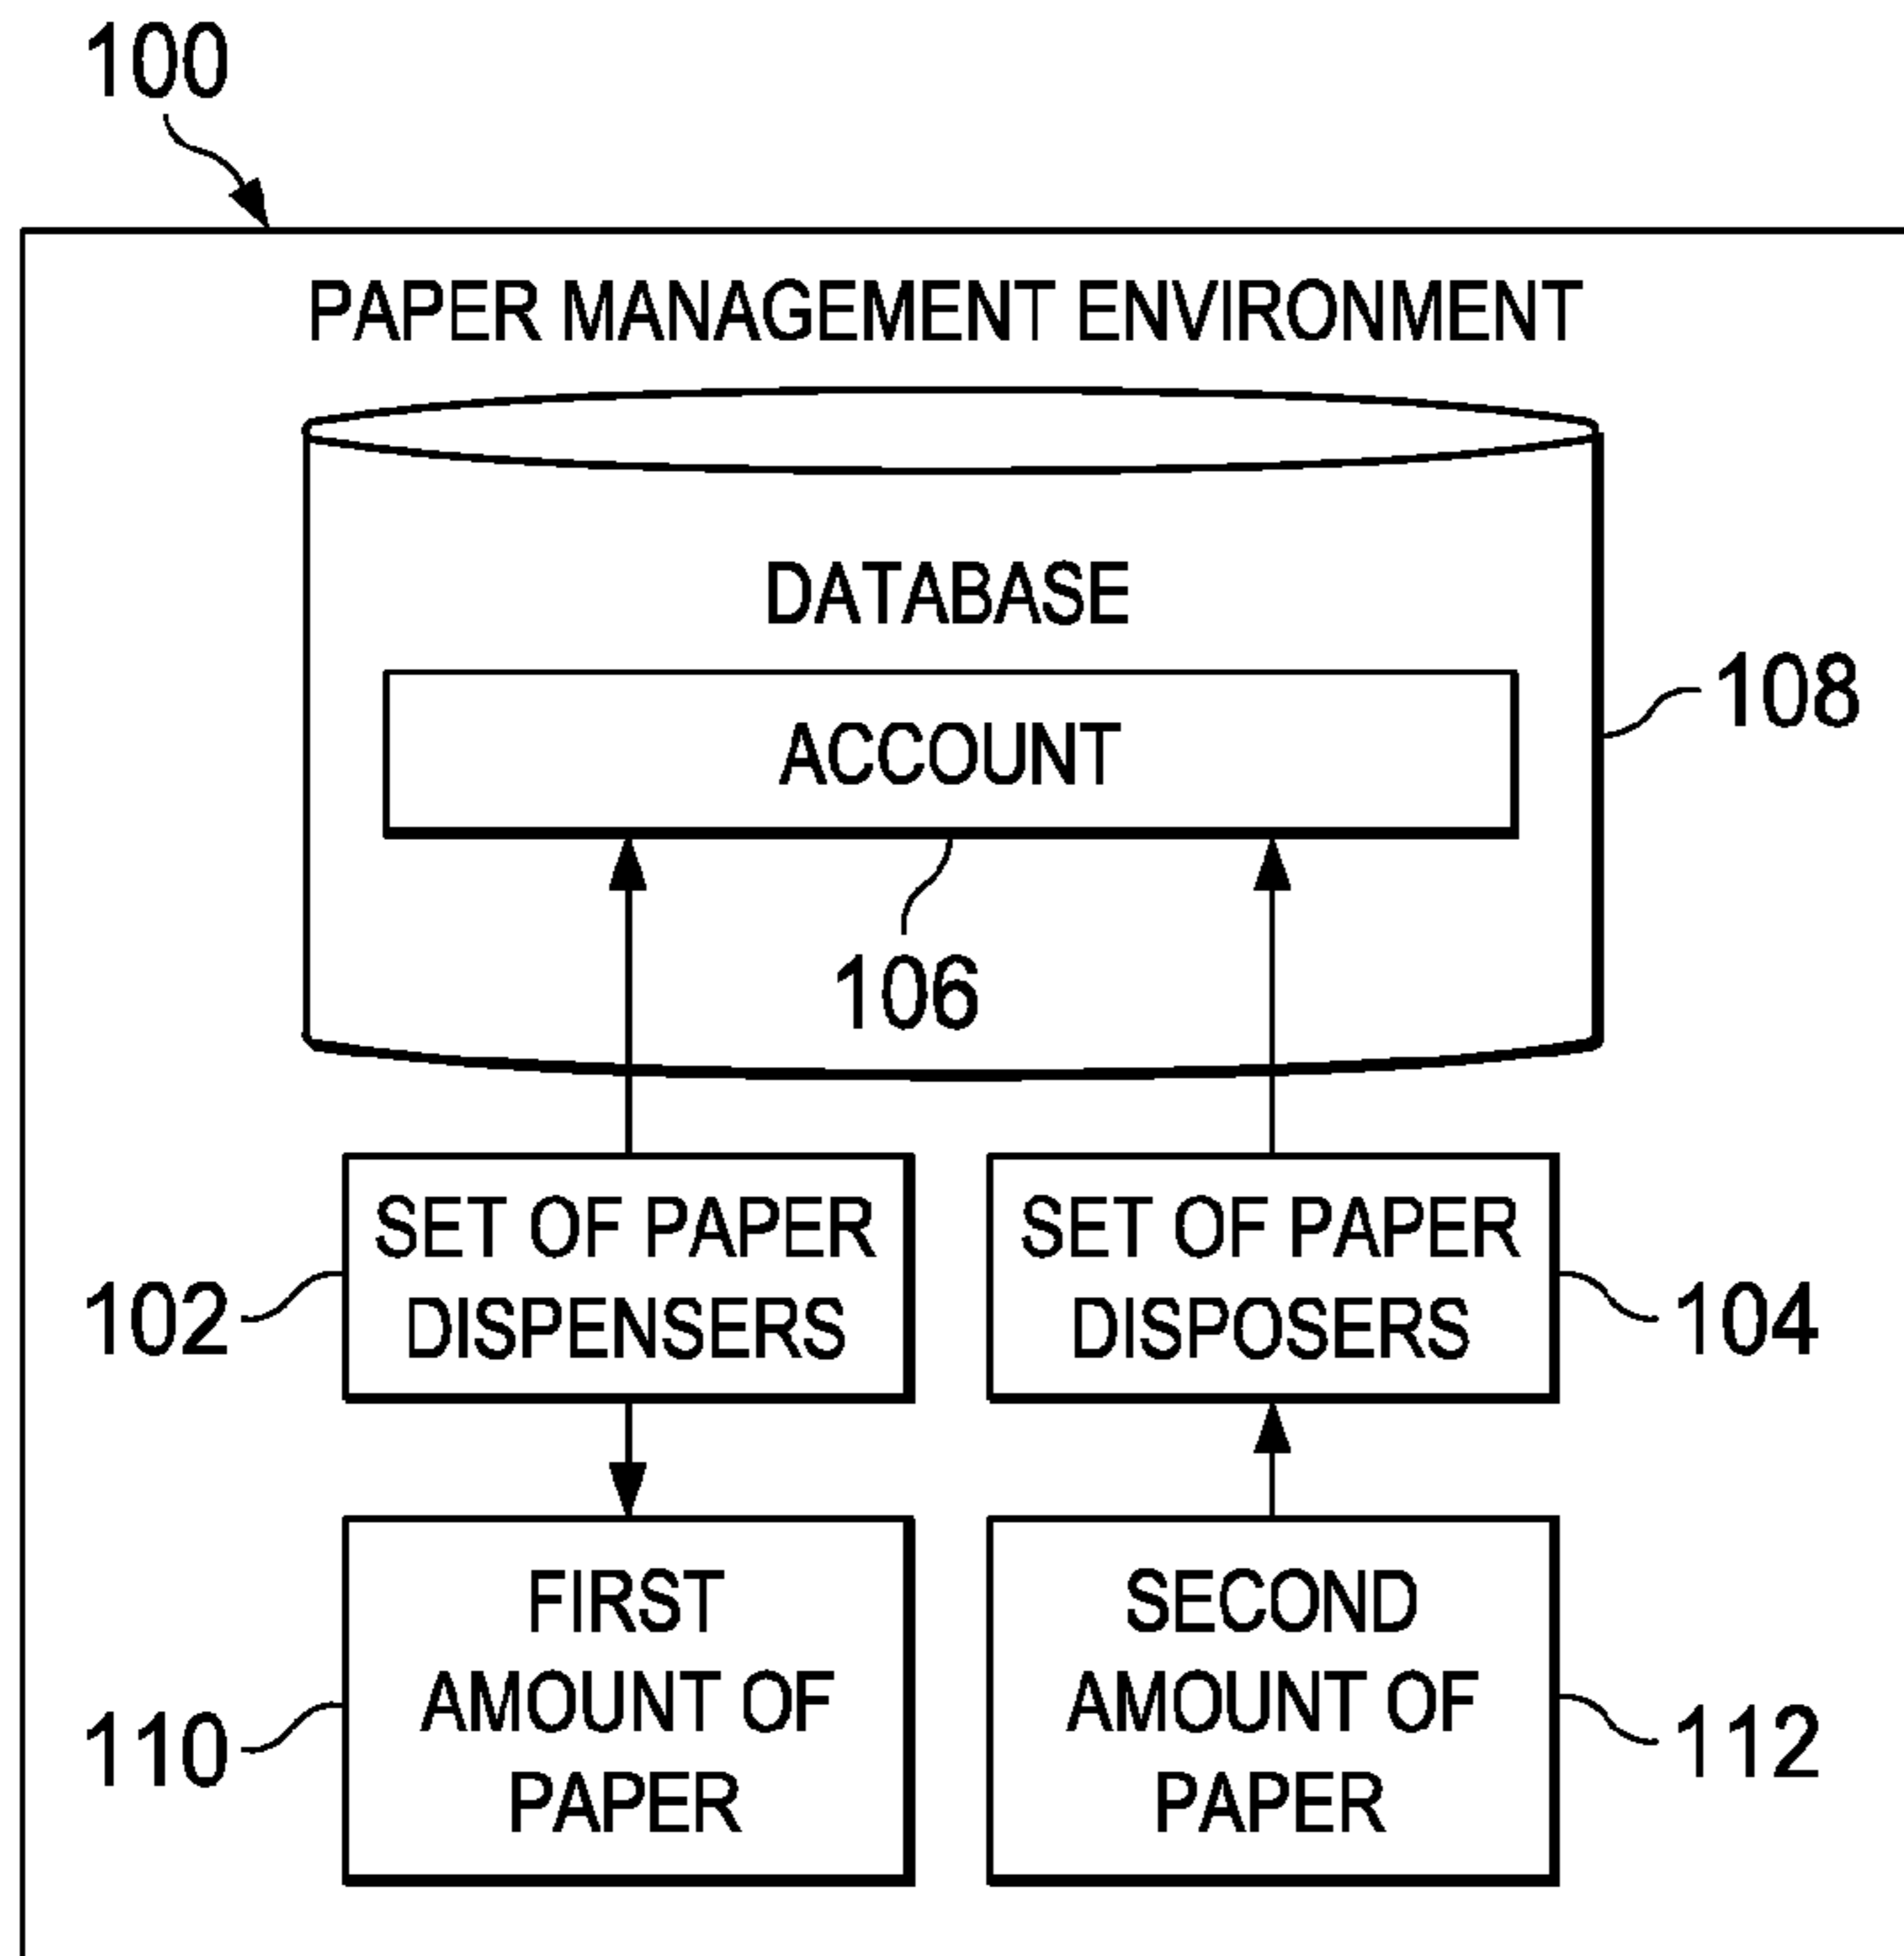 100
PAPER MANAGEMENT ENVIRONMENT
DATABASE
ACCOUNT
108
106
SET OF PAPER
DISPENSERS
102
SET OF PAPER
DISPOSERS
104
FIRST
AMOUNT OF
PAPER
110
SECOND
AMOUNT OF
PAPER
112